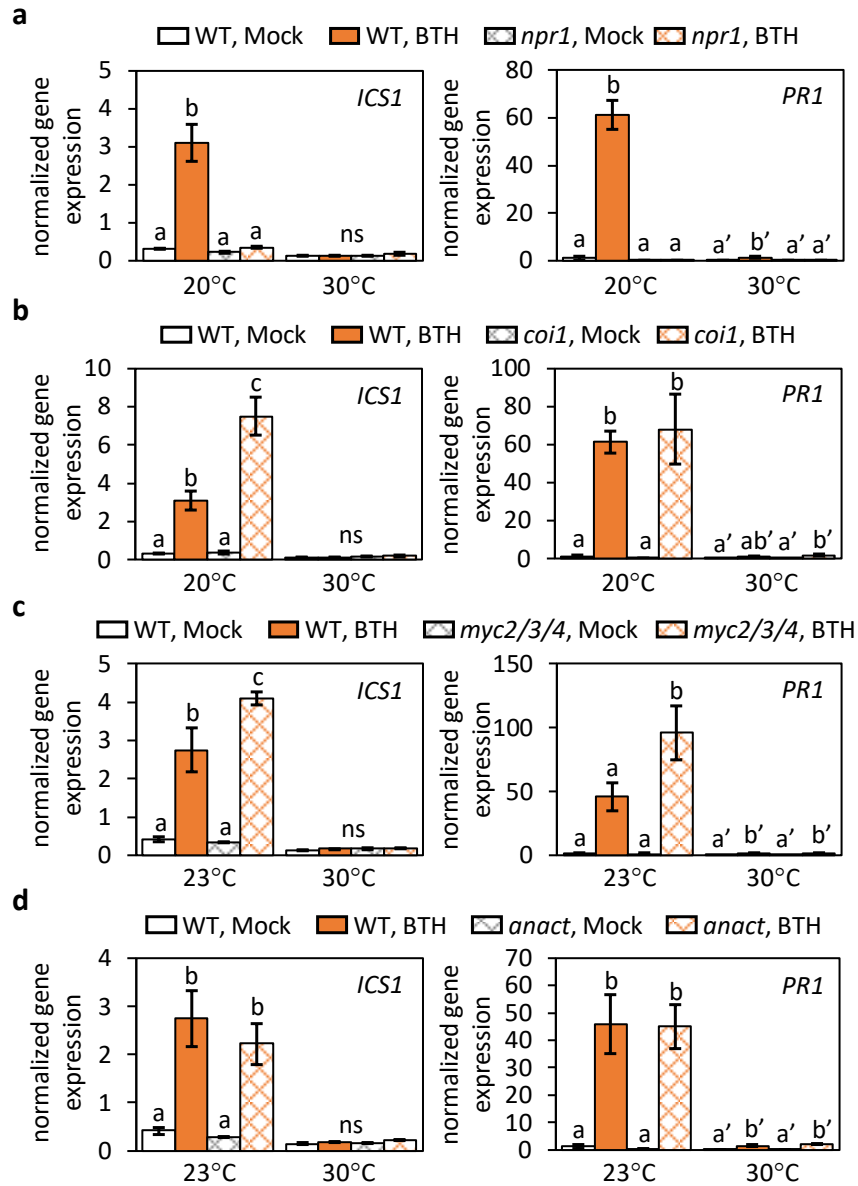 a
WT, Mock WT, BTH npr1, Mock npr1, BTH
normalized gene expression
5
4
3
2
1
0
ICS1
a b a a ns
20°C 30°C
normalized gene expression
80
60
40
20
0
PR1
a b a a a’ b’ a’ a’
20°C 30°C
b
WT, Mock WT, BTH coi1, Mock coi1, BTH
normalized gene expression
10
8
6
4
2
0
ICS1
a b a c ns
20°C 30°C
normalized gene expression
100
80
60
40
20
0
PR1
a b a b a’ ab’ a’ b’
20°C 30°C
c
WT, Mock WT, BTH myc2/3/4, Mock myc2/3/4, BTH
normalized gene expression
5
4
3
2
1
0
ICS1
a b a c ns
23°C 30°C
normalized gene expression
150
100
50
0
PR1
a a a b a’ b’ a’ b’
23°C 30°C
d
WT, Mock WT, BTH anact, Mock anact, BTH
normalized gene expression
4
3
2
1
0
ICS1
a b a b ns
23°C 30°C
normalized gene expression
70
60
50
40
30
20
10
0
PR1
a b a b a’ b’ a’ b’
23°C 30°C